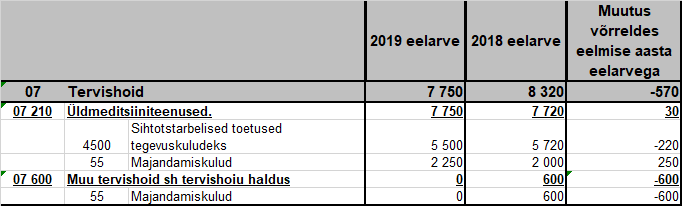 2019 eelarve 2018 eelarve Muutus võrreldes eelmise aasta eelarvega
07 Tervishoid 7 750 8 320 -570
07 210 Üldmeditsiiniteenused. 7 750 7 720 30
Sihtotstarbelised toetused
4500 tegevuskuludeks 5 500 5 720 -220
55 Majandamiskulud 2 250 2 000 250
07 600 Muu tervishoid sh tervishoiu haldus 0 600 -600
55 Majandamiskulud 0 600 -600